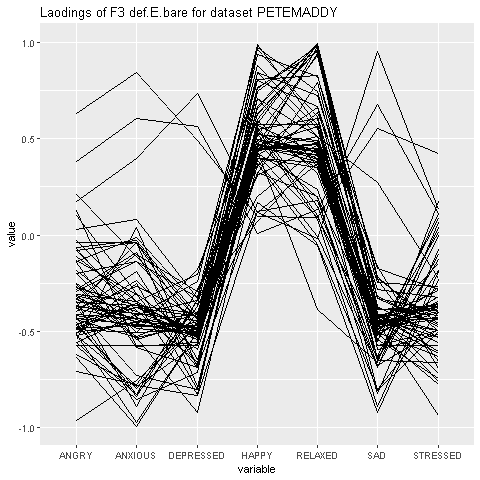 Laodings of F3 def.E.bare for dataset PETEMADDY
1.0
0.5
0.0
-0.5
-1.0
value
ANGRY ANXIOUS DEPRESSED HAPPY RELAXED SAD STRESSED
variable